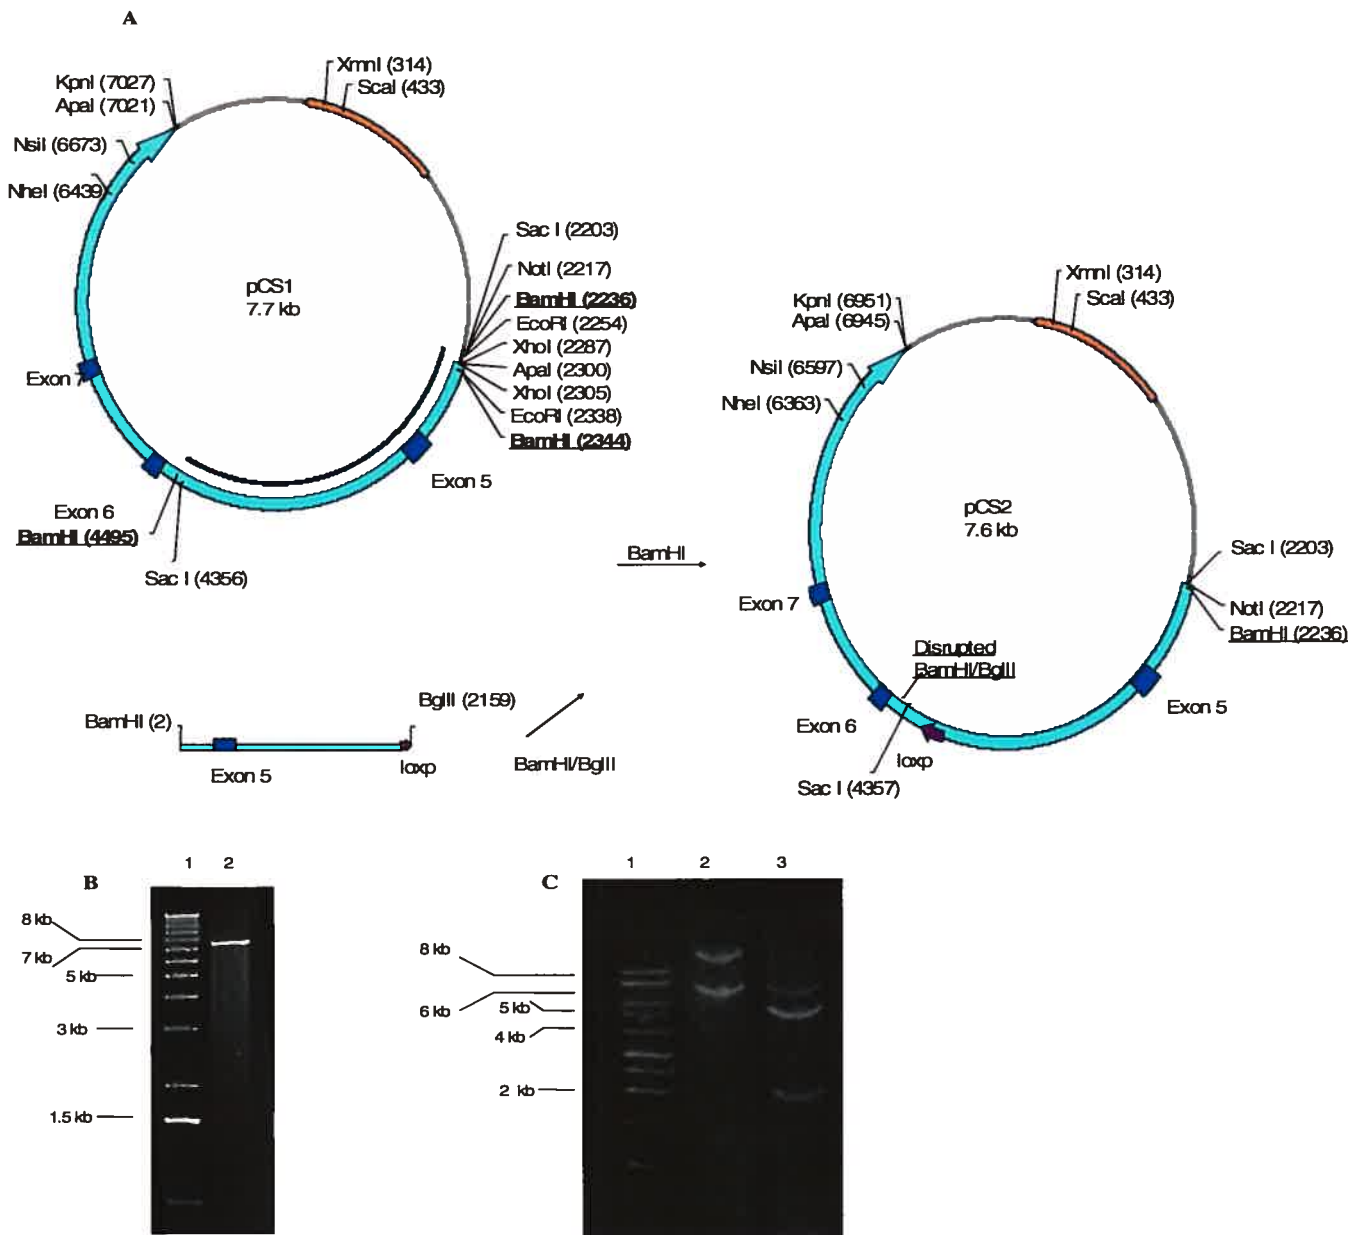 A
KpnI (7027)
ApaI (7021)
NsiI (6673)
NheI (6439)
XmnI (314)
ScaI (433)
pCS1
7.7 kb
Sac I (2203)
NotI (2217)
BamHI (2236)
EcoRI (2254)
XhoI (2287)
ApaI (2300)
XhoI (2305)
EcoRI (2338)
BamHI (2344)
Exon 5
Exon 7
Exon 6
BamHI (4495)
Sac I (4356)
BamHI
KpnI (6951)
ApaI (6945)
NsiI (6597)
NheI (6363)
XmnI (314)
ScaI (433)
pCS2
7.6 kb
Sac I (2203)
NotI (2217)
BamHI (2236)
Exon 5
Exon 7
Disrupted
BamHI/BglII
Exon 6
loxp
Sac I (4357)
BamHI (2)
BglII (2159)
Exon 5
loxp
BamHI/BglII
B
1 2
8 kb
7 kb
5 kb
3 kb
1.5 kb
C
1 2 3
8 kb
6 kb
5 kb
4 kb
2 kb